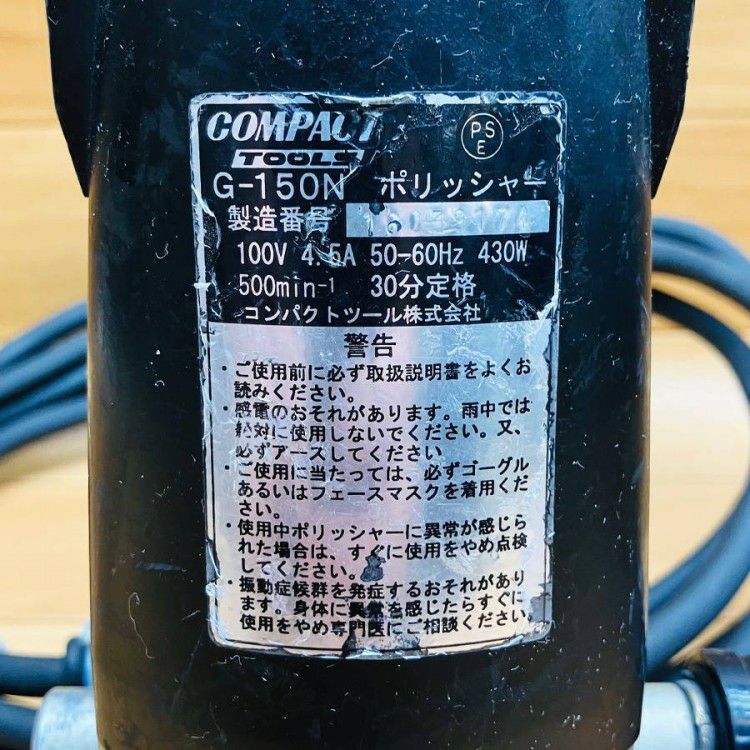 COMPACT
TOOLS
PSE
G-150N ポリッシャー
製造番号
100V 4.5A 50-60Hz 430W
500min-1 30分定格
コンパクトツール株式会社
警告
・ご使用前に必ず取扱説明書をよくお
読みください。
・感電のおそれがあります。雨中では
絶対に使用しないでください。又、
必ずアースしてください
・ご使用に当たっては、必ずゴーグル
あるいはフェースマスクを着用くだ
さい。
・使用中ポリッシャーに異常が感じら
れた場合は、すぐに使用をやめ点検
してください。
・振動症候群を発症するおそれがあり
ます。身体に異常を感じたらすぐに
使用をやめ専門医にご相談ください。